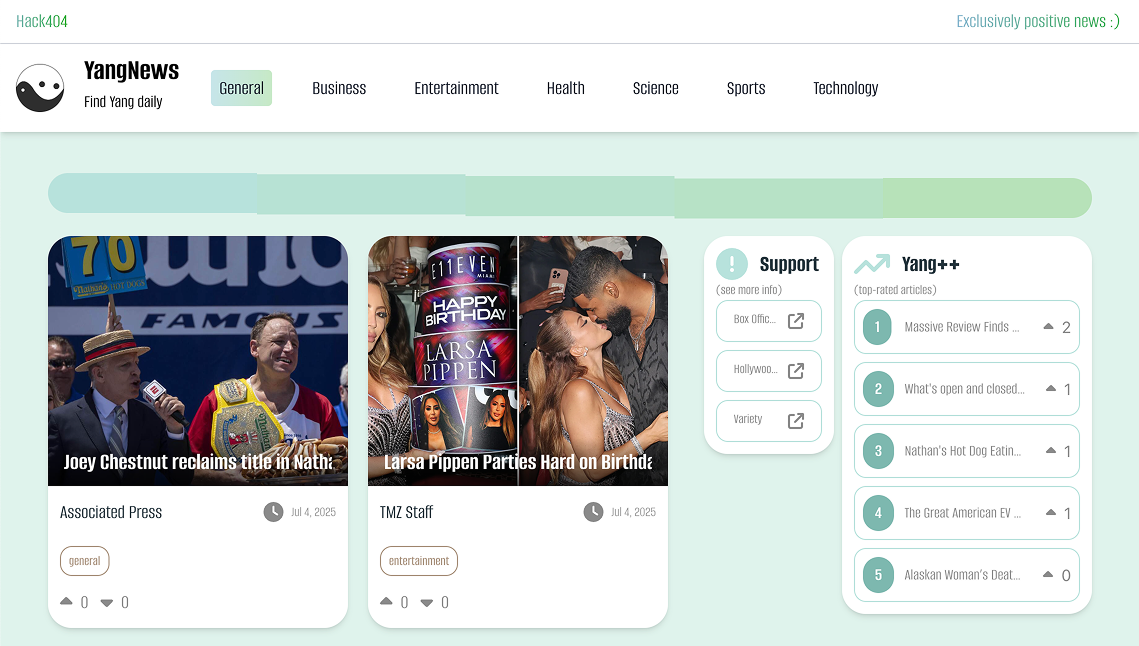 Hack404
Exclusively positive news :)
YangNews
Find Yang daily
General
Business
Entertainment
Health
Science
Sports
Technology
70
Nathan's HOT DOGS
FAMOUS
Joey Chestnut reclaims title in Natha
Associated Press
Jul 4, 2025
general
0
0
E11EVEN
MIAMI
HAPPY
BIRTHDAY
LARSA
PIPPEN
Larsa Pippen Parties Hard on Birthda
TMZ Staff
Jul 4, 2025
entertainment
0
0
Support
(see more info)
Box Offic...
Hollywoo...
Variety
Yang++
(top-rated articles)
1 Massive Review Finds ... 2
2 What's open and closed... 1
3 Nathan's Hot Dog Eatin... 1
4 The Great American EV ... 1
5 Alaskan Woman's Deat... 0